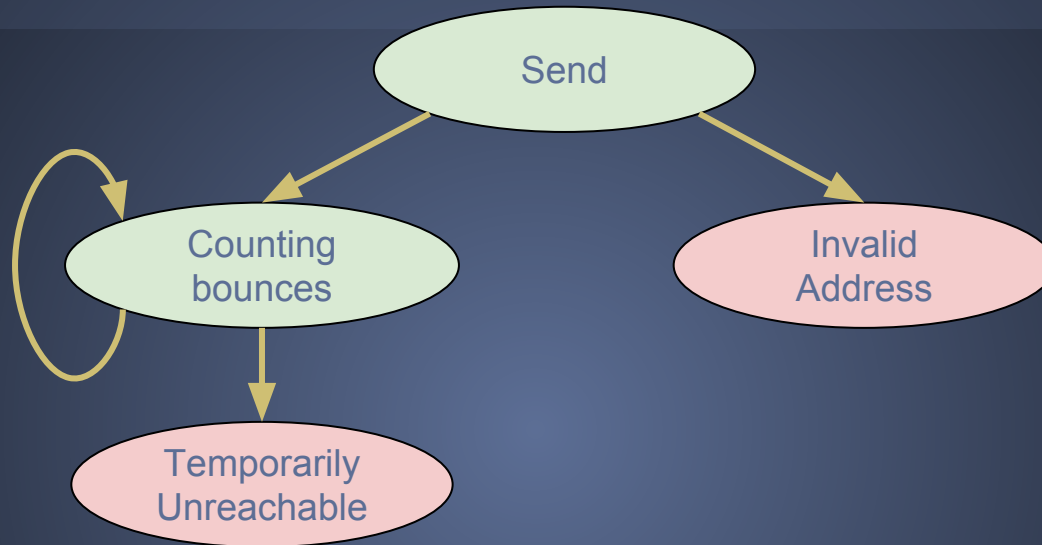 Send
Counting
bounces
Invalid
Address
Temporarily
Unreachable